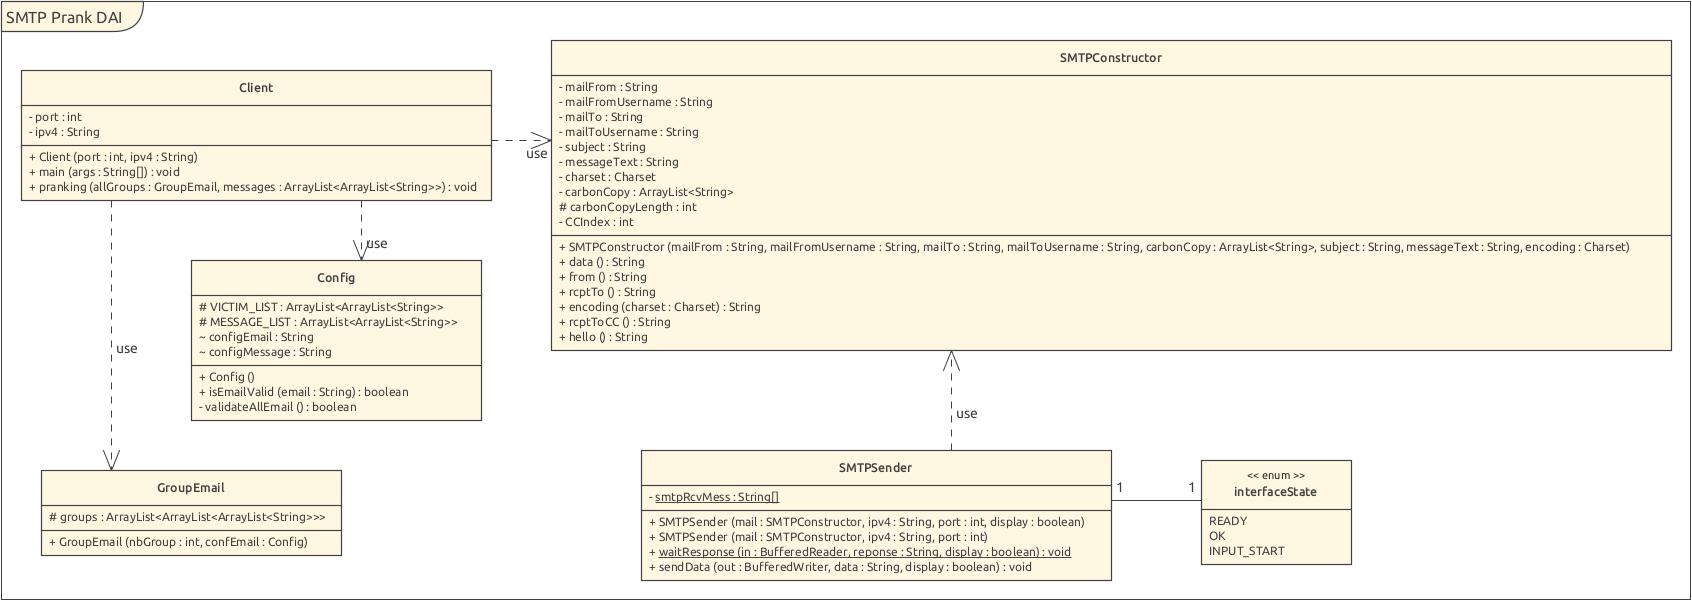 SMTP Prank DAI
Client
- port : int
- ipv4 : String
+ Client (port : int, ipv4 : String)
+ main (args : String[]) : void
+ pranking (allGroups : GroupEmail, messages : ArrayList<ArrayList<String>>) : void
use
SMTPConstructor
- mailFrom : String
- mailFromUsername : String
- mailTo : String
- mailToUsername : String
- subject : String
- messageText : String
- charset : Charset
- carbonCopy : ArrayList<String>
# carbonCopyLength : int
- CCIndex : int
+ SMTPConstructor (mailFrom : String, mailFromUsername : String, mailTo : String, mailToUsername : String, carbonCopy : ArrayList<String>, subject : String, messageText : String, encoding : Charset)
+ data () : String
+ from () : String
+ rcptTo () : String
+ encoding (charset : Charset) : String
+ rcptToCC () : String
+ hello () : String
use
Config
# VICTIM_LIST : ArrayList<ArrayList<String>>
# MESSAGE_LIST : ArrayList<ArrayList<String>>
~ configEmail : String
~ configMessage : String
+ Config ()
+ isEmailValid (email : String) : boolean
- validateAllEmail () : boolean
use
GroupEmail
# groups : ArrayList<ArrayList<ArrayList<String>>>
+ GroupEmail (nbGroup : int, confEmail : Config)
use
SMTPSender
- smtpRcvMess : String[]
+ SMTPSender (mail : SMTPConstructor, ipv4 : String, port : int, display : boolean)
+ SMTPSender (mail : SMTPConstructor, ipv4 : String, port : int)
+ waitResponse (in : BufferedReader, reponse : String, display : boolean) : void
+ sendData (out : BufferedWriter, data : String, display : boolean) : void
1
1
<< enum >>
interfaceState
READY
OK
INPUT_START